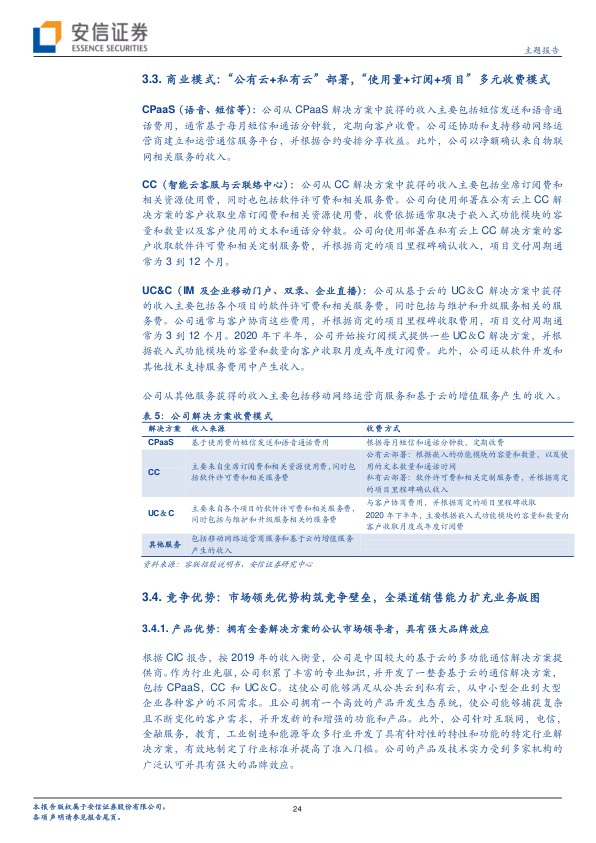 安信证券
ESSENCE SECURITIES
主题报告
3.3. 商业模式：“公有云+私有云”部署，“使用量+订阅+项目”多元收费模式
CPaaS（语音、短信等）：公司从 CPaaS 解决方案中获得的收入主要包括短信发送和语音通
话费用，通常基于每月短信和通话分钟数，定期向客户收费。公司还协助和支持移动网络运
营商建立和运营通信服务平台，并根据合约安排分享收益。此外，公司以净额确认来自物联
网相关服务的收入。
CC（智能云客服与云联络中心）：公司从 CC 解决方案中获得的收入主要包括坐席订阅费和
相关资源使用费，同时也包括软件许可费和相关服务费。公司向使用部署在公有云上 CC 解
决方案的客户收取坐席订阅费和相关资源使用费，收费依据通常取决于嵌入式功能模块的容
量和数量以及客户使用的文本和通话分钟数。公司向使用部署在私有云上 CC 解决方案的客
户收取软件许可费和相关定制服务费，并根据商定的项目里程碑确认收入，项目交付周期通
常为 3 到 12 个月。
UC&C（IM 及企业移动门户、双录、企业直播）：公司从基于云的 UC&C 解决方案中获得
的收入主要包括各个项目的软件许可费和相关服务费，同时包括与维护和升级服务相关的服
务费。公司通常与客户协商这些费用，并根据商定的项目里程碑收取费用，项目交付周期通
常为 3 到 12 个月。2020 年下半年，公司开始按订阅模式提供一些 UC&C 解决方案，并根
据嵌入式功能模块的容量和数量向客户收取月度或年度订阅费。此外，公司还从软件开发和
其他技术支持服务费用中产生收入。
公司从其他服务获得的收入主要包括移动网络运营商服务和基于云的增值服务产生的收入。
表 5：公司解决方案收费模式
解决方案 收入来源 收费方式
CPaaS 基于使用费的短信发送和语音通话费用 根据每月短信和通话分钟数，定期收费
公有云部署：根据嵌入的功能模块的容量和数量，以及使
CC 主要来自坐席订阅费和相关资源使用费，同时包 用的文本数量和通话时间
括软件许可费和相关服务费 私有云部署：软件许可费和相关定制服务费，并根据商定
的项目里程碑确认收入
与客户协商费用，并根据商定的项目里程碑收取
UC&C 主要来自各个项目的软件许可费和相关服务费， 2020 年下半年，主要根据嵌入式功能模块的容量和数量向
同时包括与维护和升级服务相关的服务费 客户收取月度或年度订阅费
其他服务 包括移动网络运营商服务和基于云的增值服务
产生的收入
资料来源：容联招股说明书，安信证券研究中心
3.4. 竞争优势：市场领先优势构筑竞争壁垒，全渠道销售能力扩充业务版图
3.4.1. 产品优势：拥有全套解决方案的公认市场领导者，具有强大品牌效应
根据 CIC 报告，按 2019 年的收入衡量，公司是中国较大的基于云的多功能通信解决方案提
供商。作为行业先驱，公司积累了丰富的专业知识，并开发了一整套基于云的通信解决方案，
包括 CPaaS，CC 和 UC&C。这使公司能够满足从公共云到私有云，从中小型企业到大型
企业各种客户的不同需求。且公司拥有一个高效的产品开发生态系统，使公司能够捕获复杂
且不断变化的客户需求，并开发新的和增强的功能和产品。此外，公司针对互联网，电信，
金融服务，教育，工业制造和能源等众多行业开发了具有针对性的特性和功能的特定行业解
决方案，有效地制定了行业标准并提高了准入门槛。公司的产品及技术实力受到多家机构的
广泛认可并具有强大的品牌效应。
本报告版权属于安信证券股份有限公司。
24
各项声明请参见报告尾页。